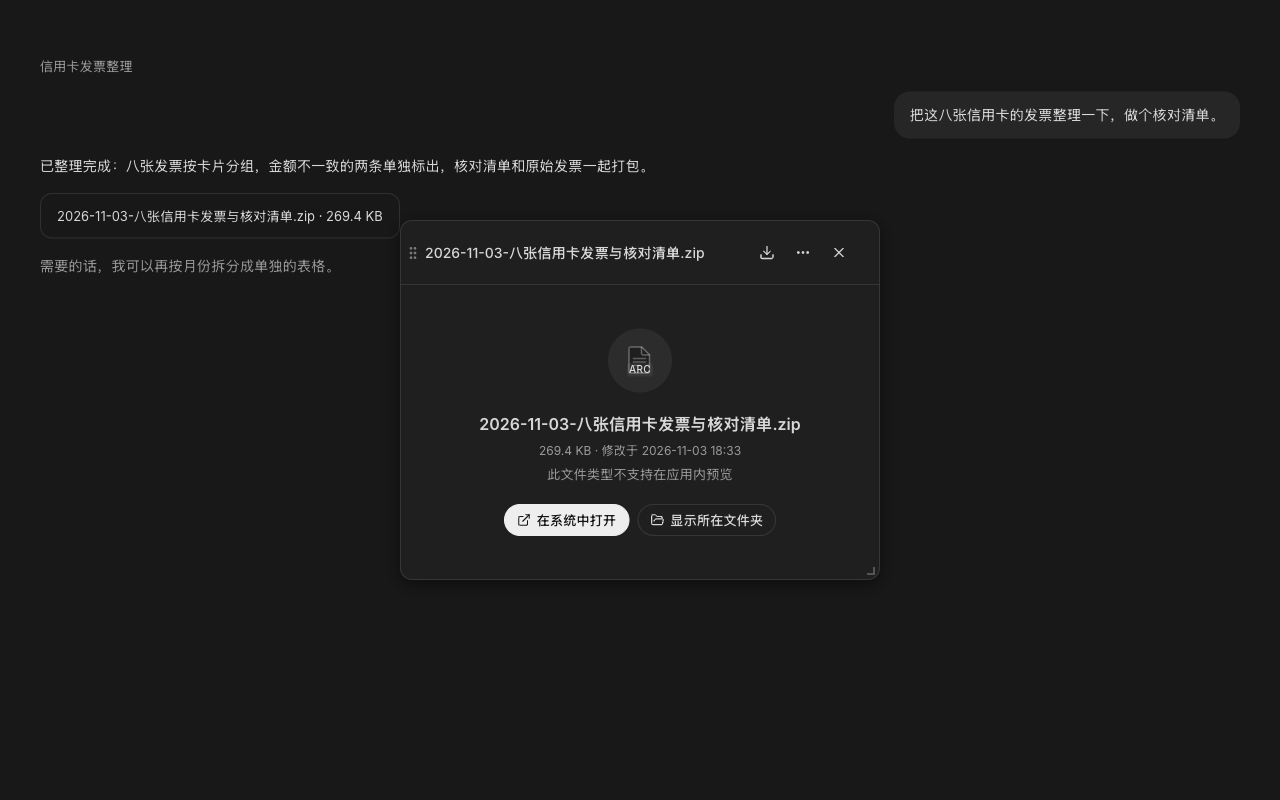 信用卡发票整理
把这八张信用卡的发票整理一下，做个核对清单。
已整理完成：八张发票按卡片分组，金额不一致的两条单独标出，核对清单和原始发票一起打包。
2026-11-03-八张信用卡发票与核对清单.zip · 269.4 KB
需要的话，我可以再按月份拆分成单独的表格。
2026-11-03-八张信用卡发票与核对清单.zip
ARC
2026-11-03-八张信用卡发票与核对清单.zip
269.4 KB · 修改于 2026-11-03 18:33
此文件类型不支持在应用内预览
在系统中打开
显示所在文件夹